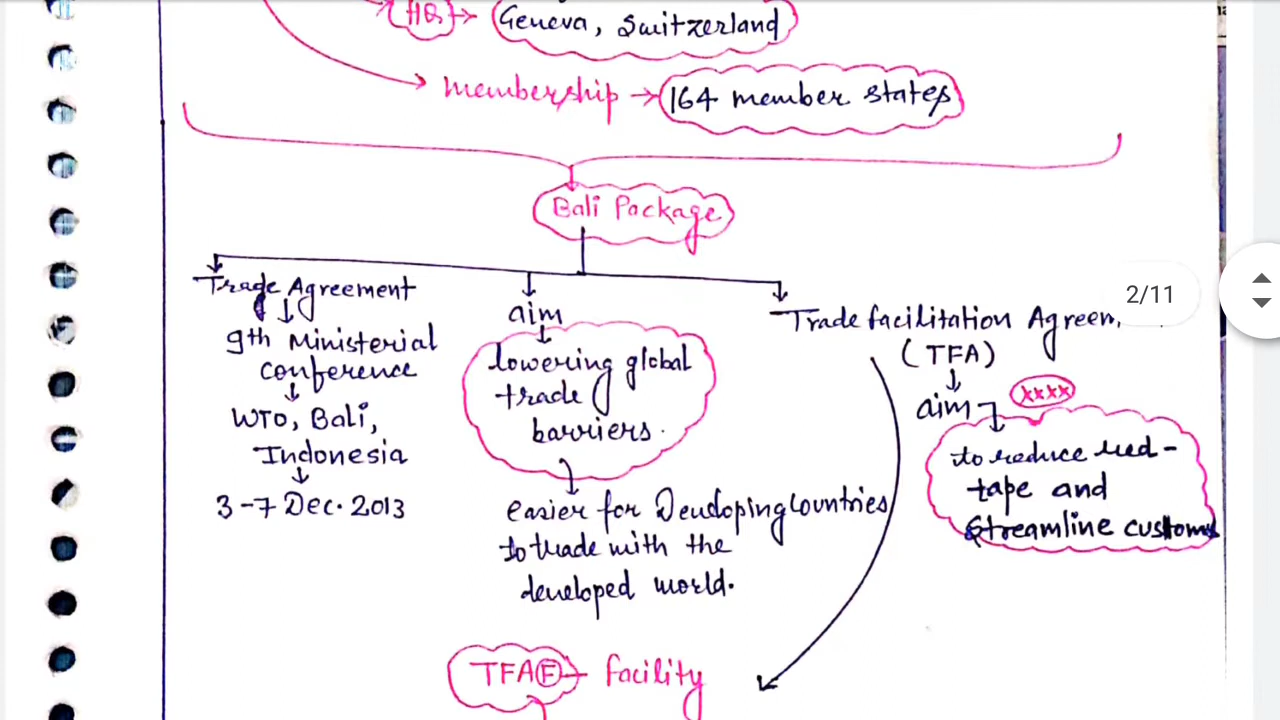 HQ → Geneva, Switzerland
membership → 164 member states
Bali Package
Trade Agreement
9th Ministerial
conference
WTO, Bali,
Indonesia
3-7 Dec. 2013
aim
lowering global
trade
barriers.
easier for Developing Countries
to trade with the
developed world.
Trade facilitation Agreem
(TFA)
aim
xxxx
to reduce red-
tape and
streamline customs
2/11
TFAF → facility